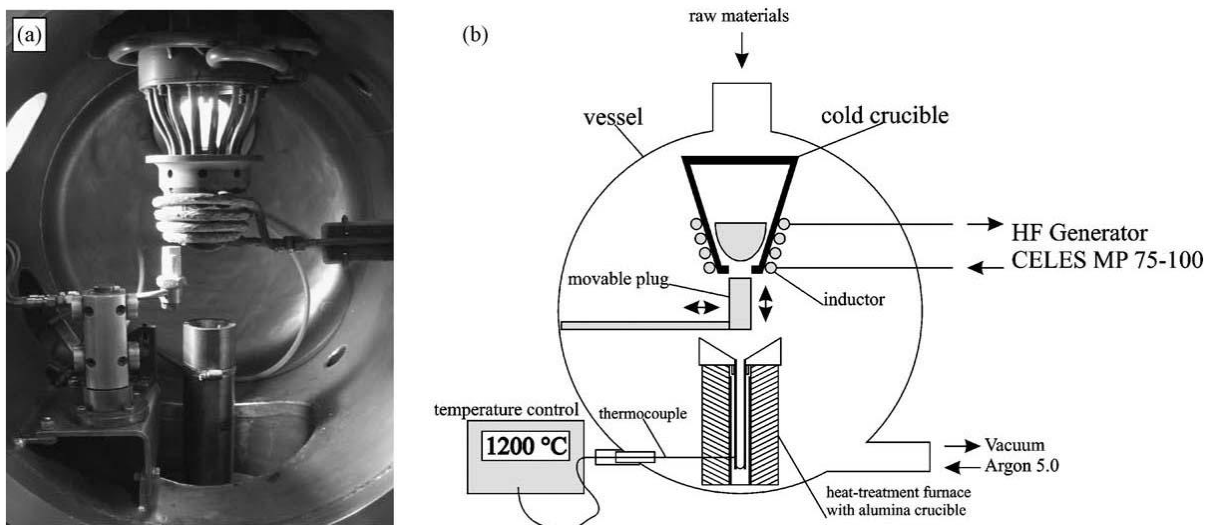 (a)
(b)
raw materials
vessel
cold crucible
HF Generator
CELES MP 75-100
movable plug
inductor
temperature control
1200 °C
thermocouple
Vacuum
Argon 5.0
heat-treatment furnace
with alumina crucible